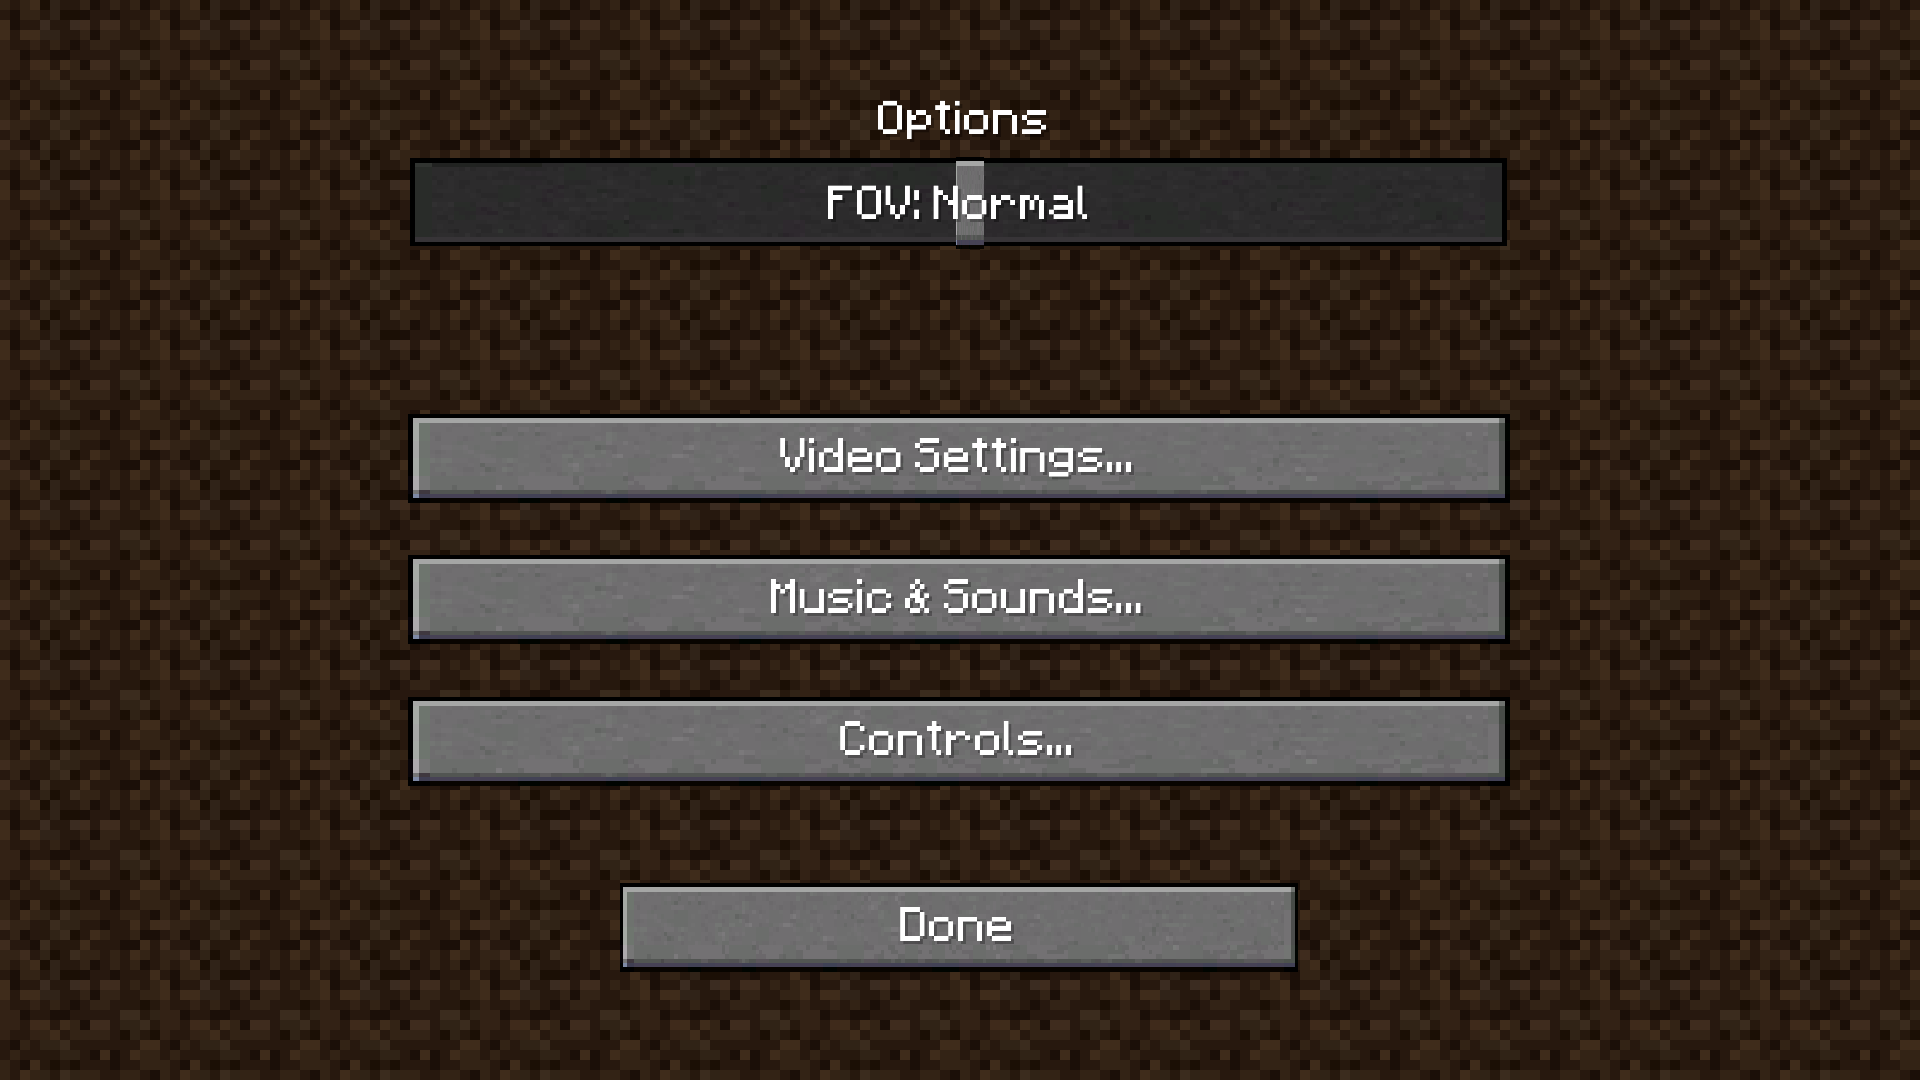 Options
FOV: Normal
Video Settings...
Music & Sounds...
Controls...
Done